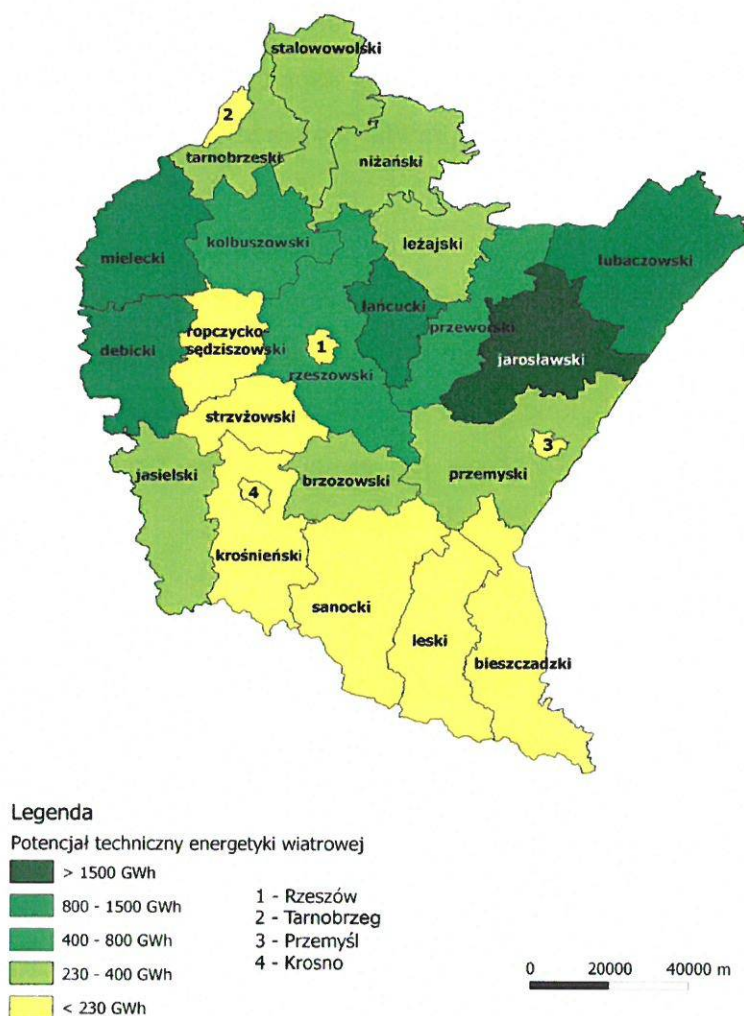 stalowowolski
2
tarnobrzeski
niżański
kolbuszowski
leżajski
mielecki
lubaczowski
łańcucki
ropczycko-
sędziszowski
przeworski
dębicki
1
rzeszowski
jarosławski
strzyżowski
3
jasielski
brzozowski
przemyski
4
krośnieński
sanocki
leski
bieszczadzki
Legenda
Potencjał techniczny energetyki wiatrowej
> 1500 GWh
800 - 1500 GWh
400 - 800 GWh
230 - 400 GWh
< 230 GWh
1 - Rzeszów
2 - Tarnobrzeg
3 - Przemyśl
4 - Krosno
0 20000 40000 m